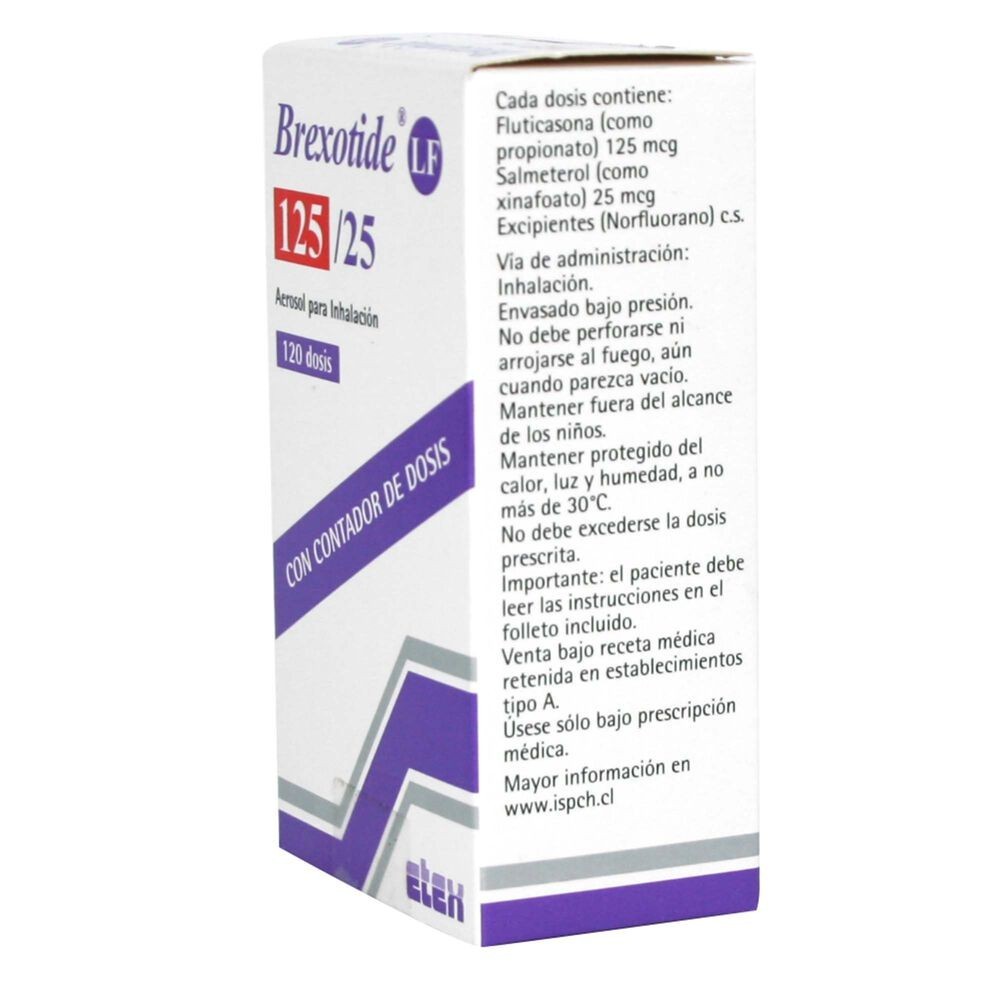 Brexotide® LF
125/25
Aerosol para Inhalación
120 dosis
CON CONTADOR DE DOSIS
etex
Cada dosis contiene:
Fluticasona (como
propionato) 125 mcg
Salmeterol (como
xinafoato) 25 mcg
Excipientes (Norfluorano) c.s.
Vía de administración:
Inhalación.
Envasado bajo presión.
No debe perforarse ni
arrojarse al fuego, aún
cuando parezca vacío.
Mantener fuera del alcance
de los niños.
Mantener protegido del
calor, luz y humedad, a no
más de 30°C.
No debe excederse la dosis
prescrita.
Importante: el paciente debe
leer las instrucciones en el
folleto incluido.
Venta bajo receta médica
retenida en establecimientos
tipo A.
Úsese sólo bajo prescripción
médica.
Mayor información en
www.ispch.cl